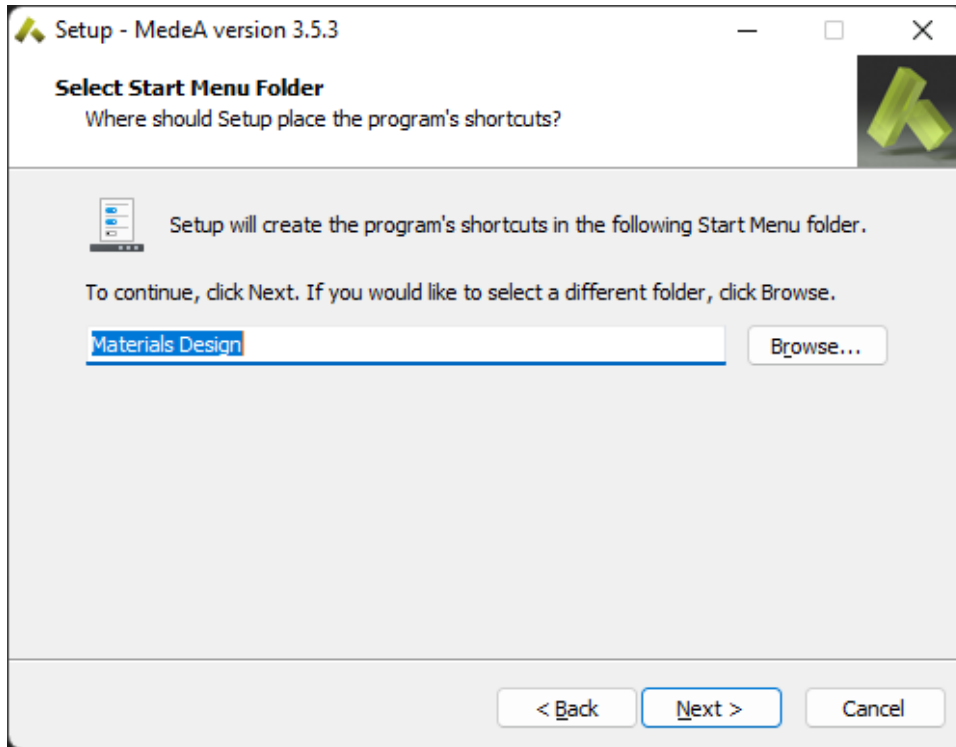 Setup - MedeA version 3.5.3
Select Start Menu Folder
Where should Setup place the program's shortcuts?
Setup will create the program's shortcuts in the following Start Menu folder.
To continue, click Next. If you would like to select a different folder, click Browse.
Materials Design
Browse...
< Back
Next >
Cancel